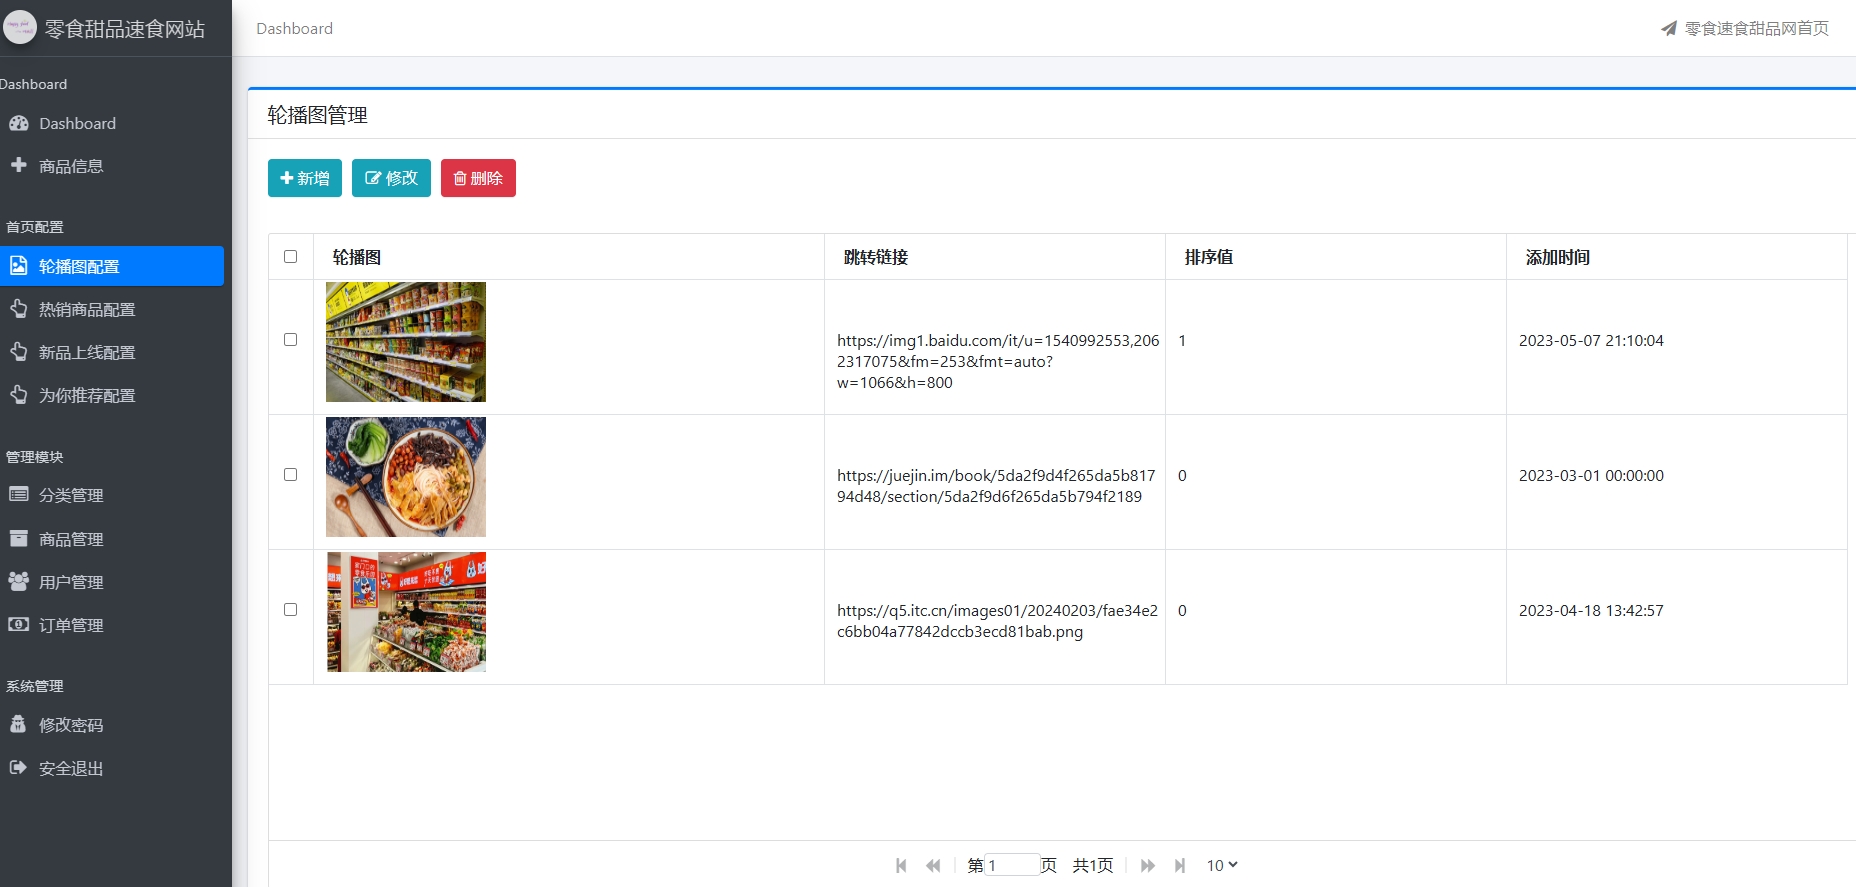 零食甜品速食网站
Dashboard
零食速食甜品网首页
Dashboard
Dashboard
商品信息
首页配置
轮播图配置
热销商品配置
新品上线配置
为你推荐配置
管理模块
分类管理
商品管理
用户管理
订单管理
系统管理
修改密码
安全退出
轮播图管理
新增 修改 删除
轮播图 跳转链接 排序值 添加时间
https://img1.baidu.com/it/u=1540992553,206
2317075&fm=253&fmt=auto?
w=1066&h=800
1
2023-05-07 21:10:04
https://juejin.im/book/5da2f9d4f265da5b817
94d48/section/5da2f9d6f265da5b794f2189
0
2023-03-01 00:00:00
https://q5.itc.cn/images01/20240203/fae34e2
c6bb04a77842dccb3ecd81bab.png
0
2023-04-18 13:42:57
第 1 页 共1页 10